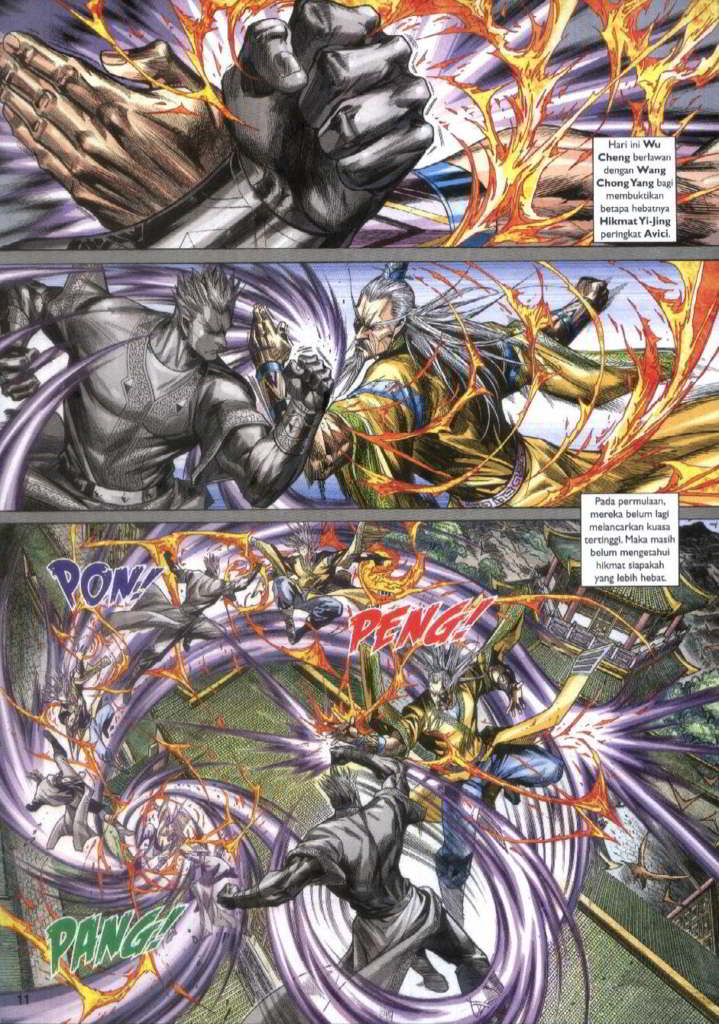 Hari ini Wu
Cheng berlawan
dengan Wang
Chong Yang bagi
membuktikan
betapa hebatnya
Hikmat Yi-Jing
peringkat Avici.
Pada permulaan,
mereka belum lagi
melancarkan kuasa
tertinggi. Maka masih
belum mengetahui
hikmat siapakah
yang lebih hebat.
PON!
PENG!
PANG!
11